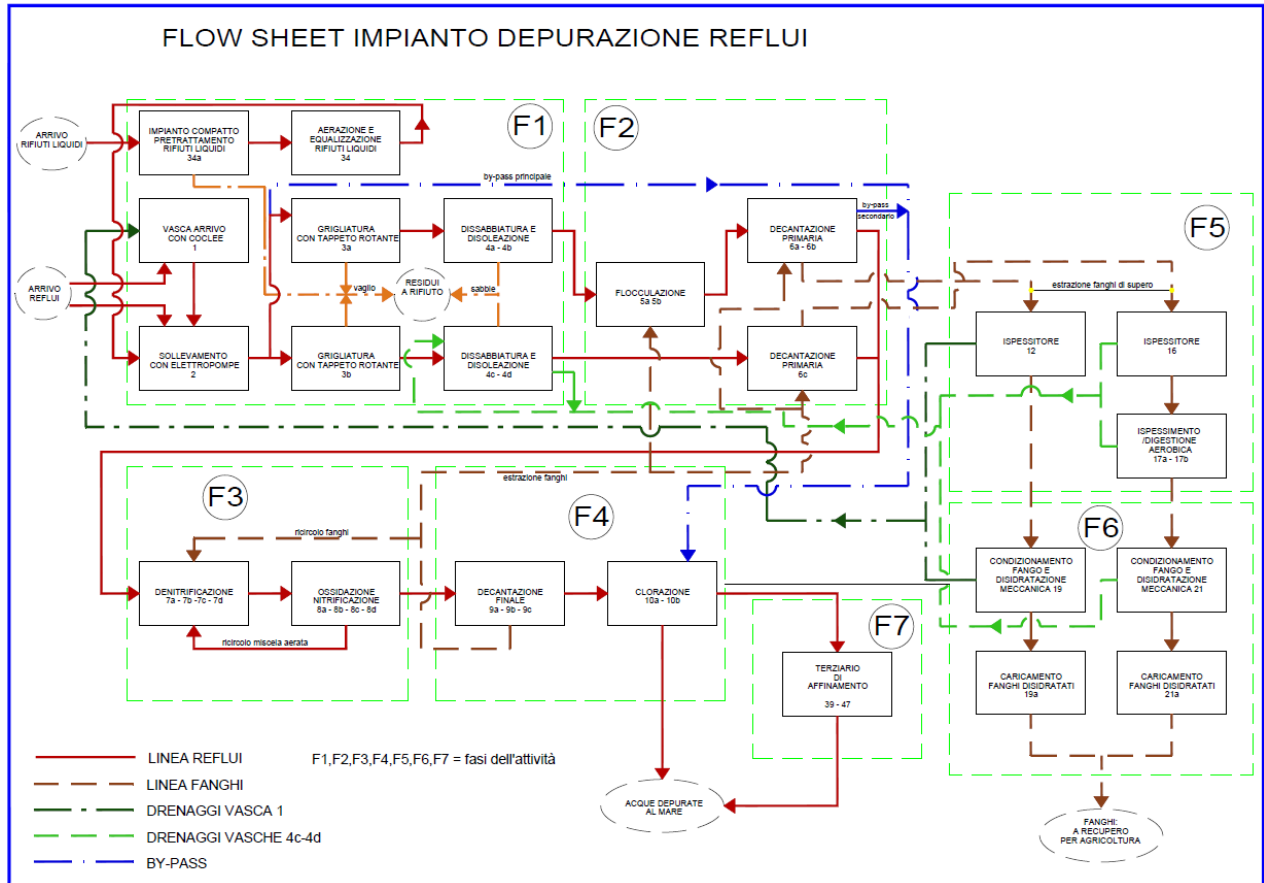 FLOW SHEET IMPIANTO DEPURAZIONE REFLUI
F1
F2
ARRIVO
RIFIUTI LIQUIDI
IMPIANTO COMPATTO
PRETRATTAMENTO
RIFIUTI LIQUIDI
34a
AERAZIONE E
EQUALIZZAZIONE
RIFIUTI LIQUIDI
34
by-pass principale
by-pass
secondario
F5
VASCA ARRIVO
CON COCLEE
1
GRIGLIATURA
CON TAPPETO ROTANTE
3a
DISSABBIATURA E
DISOLEAZIONE
4a - 4b
DECANTAZIONE
PRIMARIA
6a - 6b
ARRIVO
REFLUI
vaglio
RESIDUI
A RIFIUTO
sabbie
FLOCCULAZIONE
5a 5b
estrazione fanghi di supero
SOLLEVAMENTO
CON ELETTROPOMPE
2
GRIGLIATURA
CON TAPPETO ROTANTE
3b
DISSABBIATURA E
DISOLEAZIONE
4c - 4d
DECANTAZIONE
PRIMARIA
6c
ISPESSITORE
12
ISPESSITORE
16
ISPESSIMENTO
/DIGESTIONE
AEROBICA
17a - 17b
estrazione fanghi
F3
F4
F6
ricircolo fanghi
DENITRIFICAZIONE
7a - 7b -7c - 7d
OSSIDAZIONE
NITRIFICAZIONE
8a - 8b - 8c - 8d
DECANTAZIONE
FINALE
9a - 9b - 9c
CLORAZIONE
10a - 10b
CONDIZIONAMENTO
FANGO E
DISIDRATAZIONE
MECCANICA 19
CONDIZIONAMENTO
FANGO E
DISIDRATAZIONE
MECCANICA 21
ricircolo miscela aerata
F7
TERZIARIO
DI
AFFINAMENTO
39 - 47
CARICAMENTO
FANGHI DISIDRATATI
19a
CARICAMENTO
FANGHI DISIDRATATI
21a
LINEA REFLUI
F1,F2,F3,F4,F5,F6,F7 = fasi dell'attività
LINEA FANGHI
DRENAGGI VASCA 1
DRENAGGI VASCHE 4c-4d
BY-PASS
ACQUE DEPURATE
AL MARE
FANGHI:
A RECUPERO
PER AGRICOLTURA